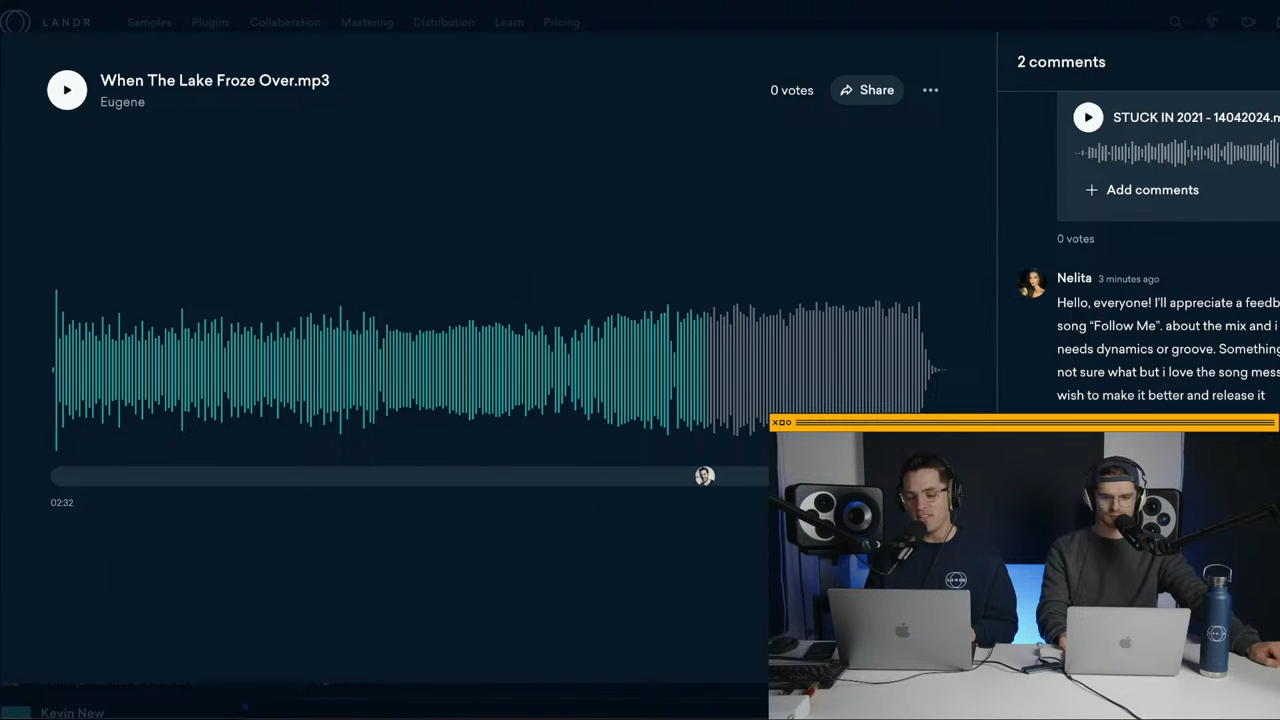 LANDR Samples Plugins Collaboration Mastering Distribution Learn Pricing
When The Lake Froze Over.mp3
Eugene
0 votes
Share
02:32
2 comments
STUCK IN 2021 - 14042024.m
Add comments
0 votes
Nelita 3 minutes ago
Hello, everyone! I'll appreciate a feedb
song “Follow Me”. about the mix and i
needs dynamics or groove. Something
not sure what but i love the song mess
wish to make it better and release it
LANDR
Kevin New